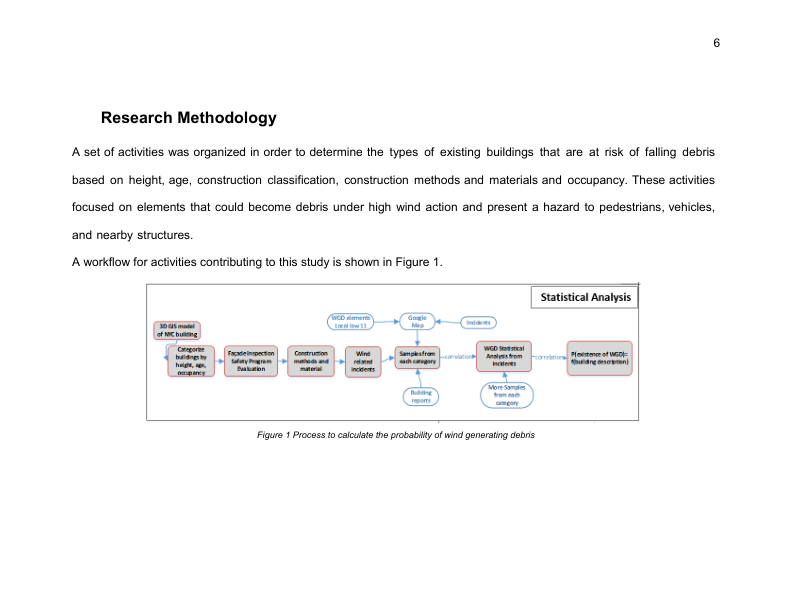 6
Research Methodology
A set of activities was organized in order to determine the types of existing buildings that are at risk of falling debris
based on height, age, construction classification, construction methods and materials and occupancy. These activities
focused on elements that could become debris under high wind action and present a hazard to pedestrians, vehicles,
and nearby structures.
A workflow for activities contributing to this study is shown in Figure 1.
Statistical Analysis
3D GIS model
of NYC building
Categorize
buildings by
height, age,
occupancy
Façade Inspection
Safety Program
Evaluation
Construction
methods and
material
Wind
related
incidents
WGD elements
Local low 11
Google
Map
Incidents
Samples from
each category
Building
reports
correlation
WGD Statistical
Analysis from
incidents
More Samples
from each
category
correlation
P(existence of WGD)=
f(building description)
Figure 1 Process to calculate the probability of wind generating debris